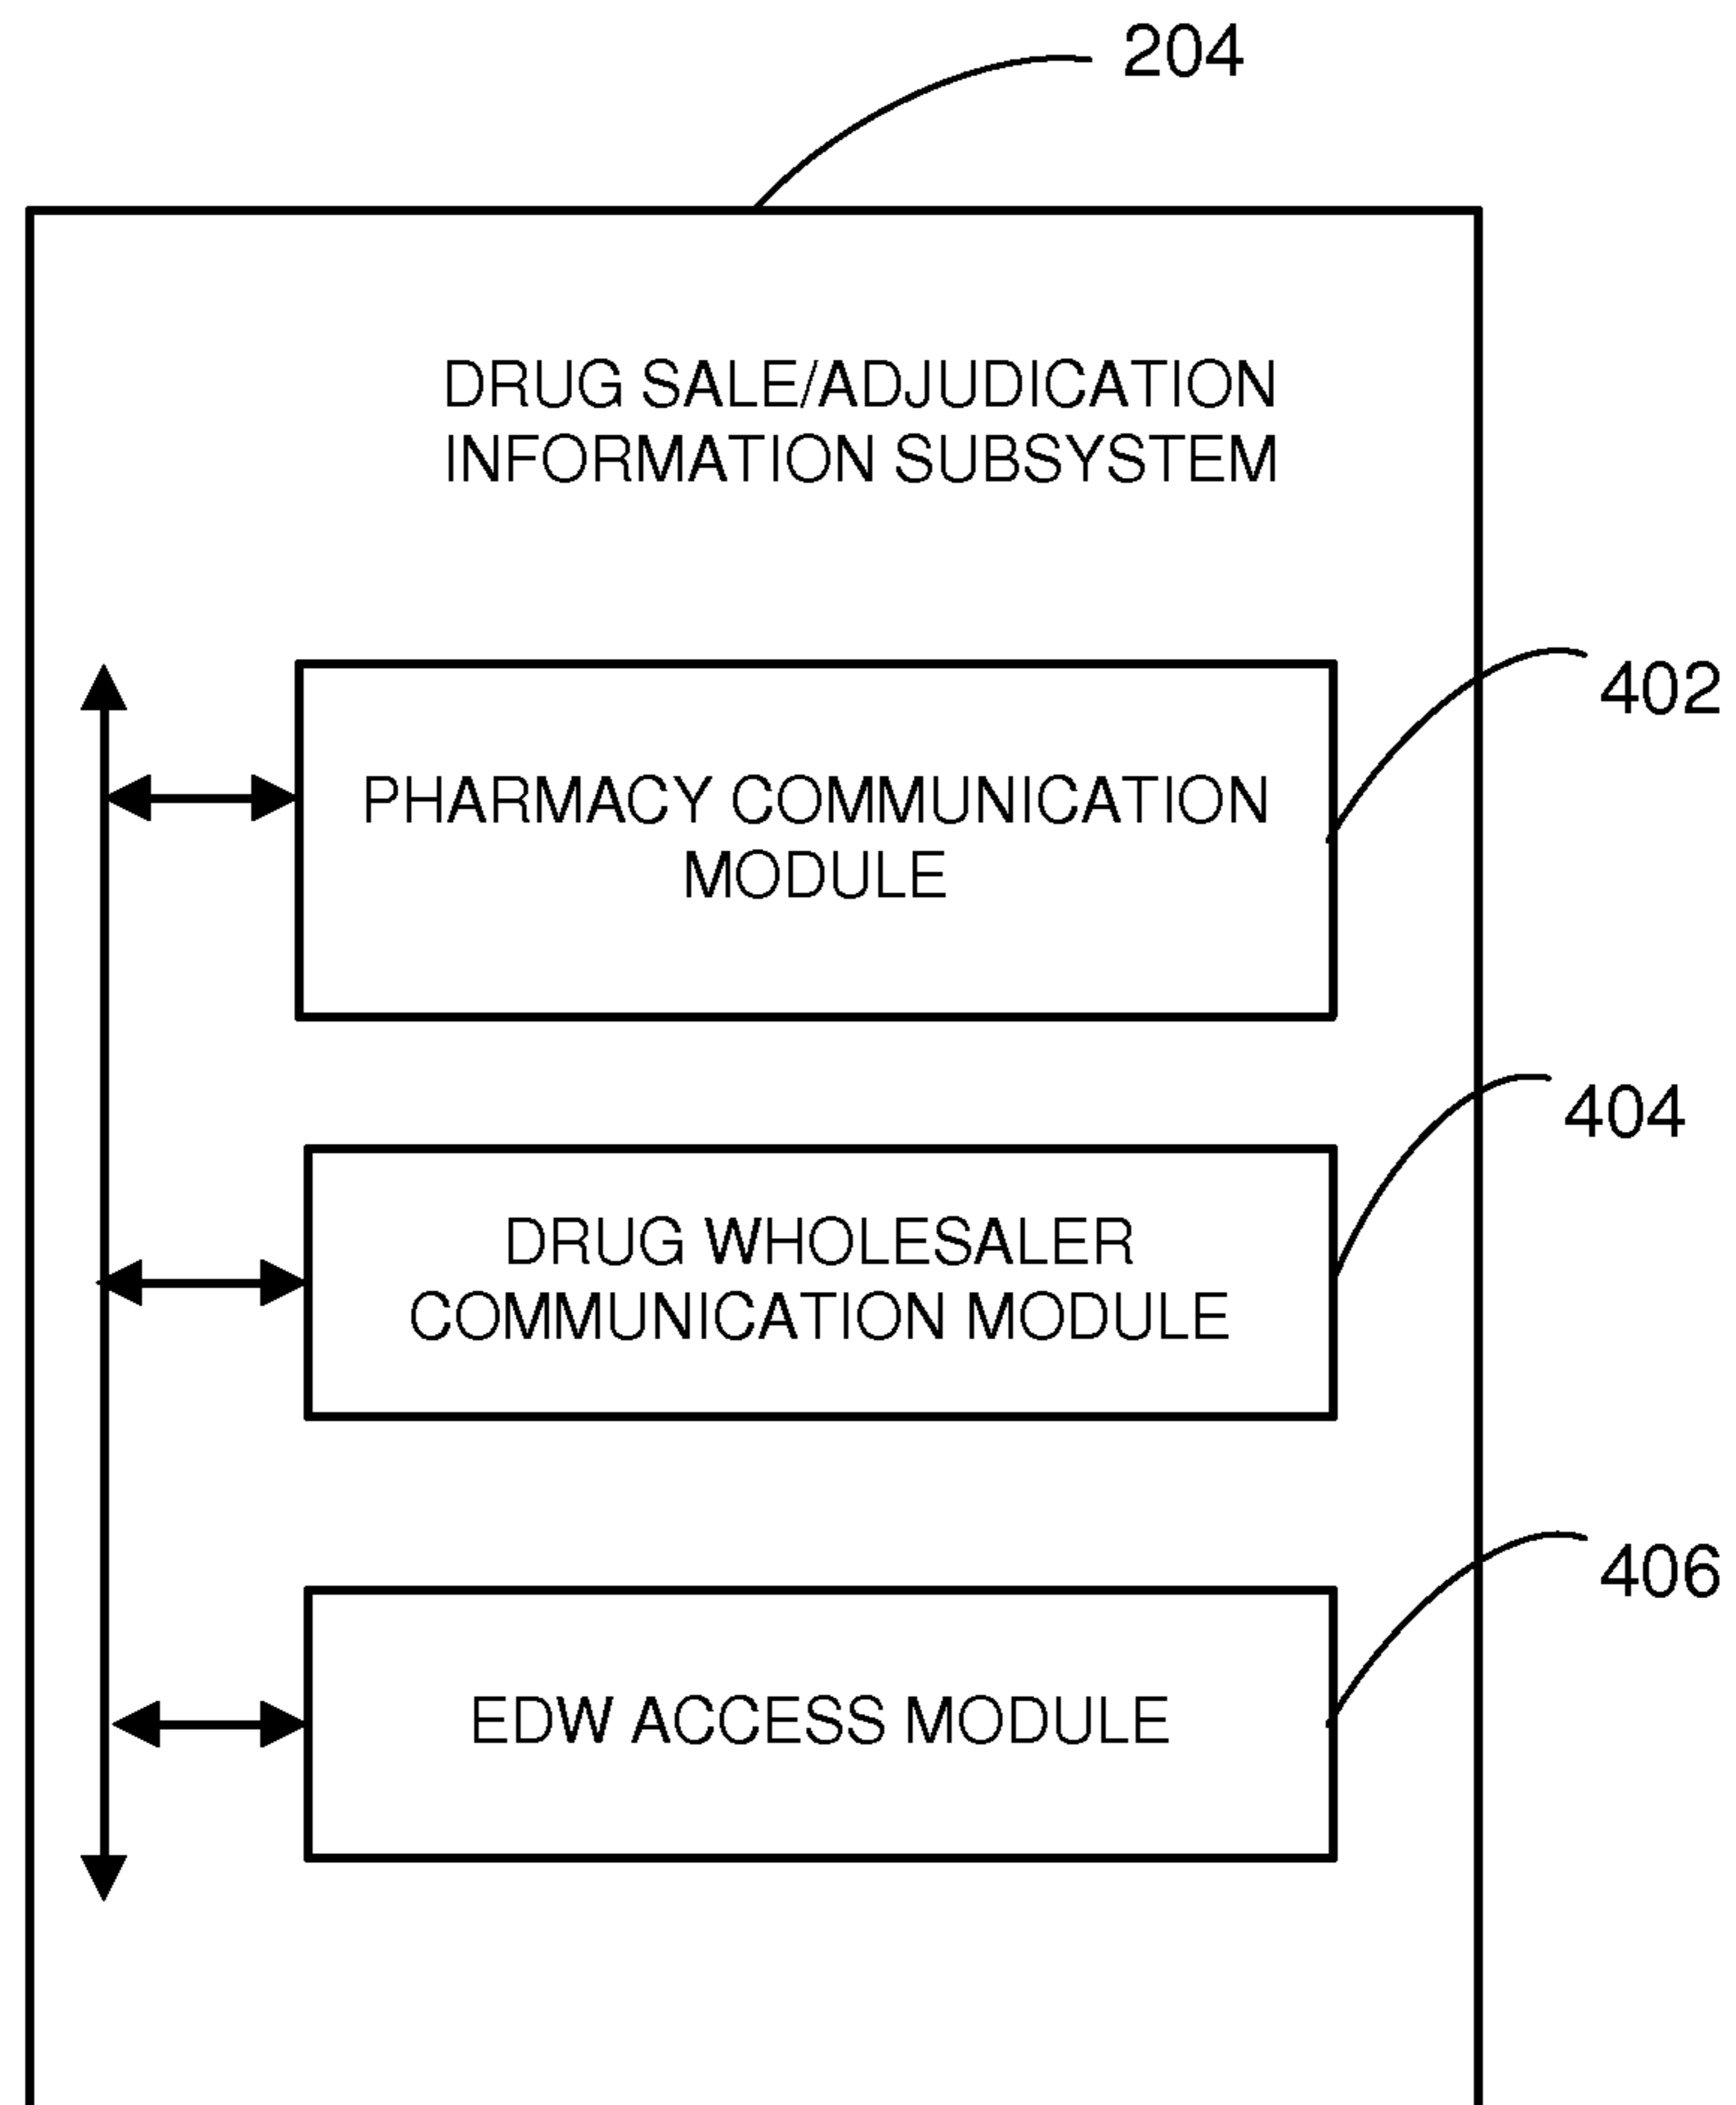 204
DRUG SALE/ADJUDICATION
INFORMATION SUBSYSTEM
402
PHARMACY COMMUNICATION
MODULE
404
DRUG WHOLESALER
COMMUNICATION MODULE
406
EDW ACCESS MODULE